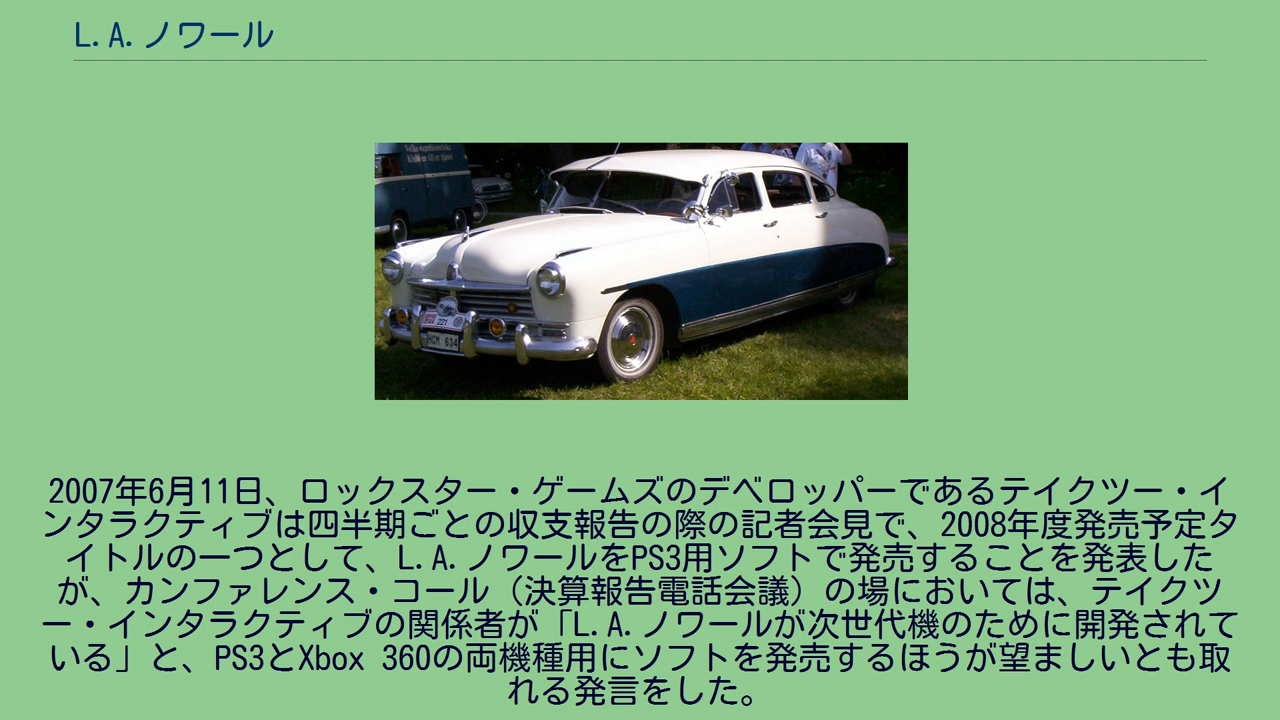 L.A.ノワール
Velko nagnhistoriska
2007年6月11日、ロックスター・ゲームズのデベロッパーであるテイクツー・イ
ンタラクティブは四半期ごとの収支報告の際の記者会見で、2008年度発売予定タ
イトルの一つとして、L.A.ノワールをPS3用ソフトで発売することを発表した
が、カンファレンス・コール（決算報告電話会議）の場においては、テイクツ
ー・インタラクティブの関係者が「L.A.ノワールが次世代機のために開発されて
いる」と、PS3とXbox 360の両機種用にソフトを発売するほうが望ましいとも取
れる発言をした。